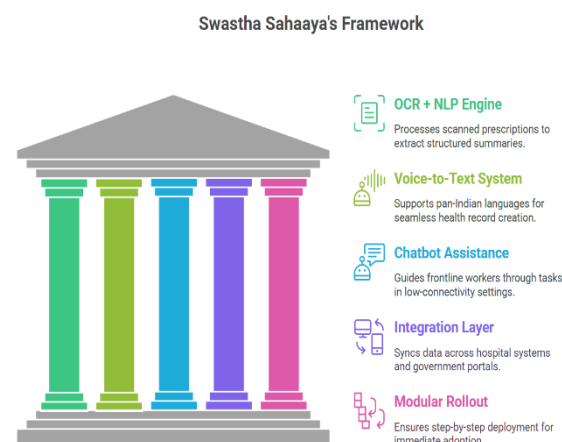 Swastha Sahaaya's Framework
OCR + NLP Engine
Processes scanned prescriptions to
extract structured summaries.
Voice-to-Text System
Supports pan-Indian languages for
seamless health record creation.
Chatbot Assistance
Guides frontline workers through tasks
in low-connectivity settings.
Integration Layer
Syncs data across hospital systems
and government portals.
Modular Rollout
Ensures step-by-step deployment for
immediate adoption